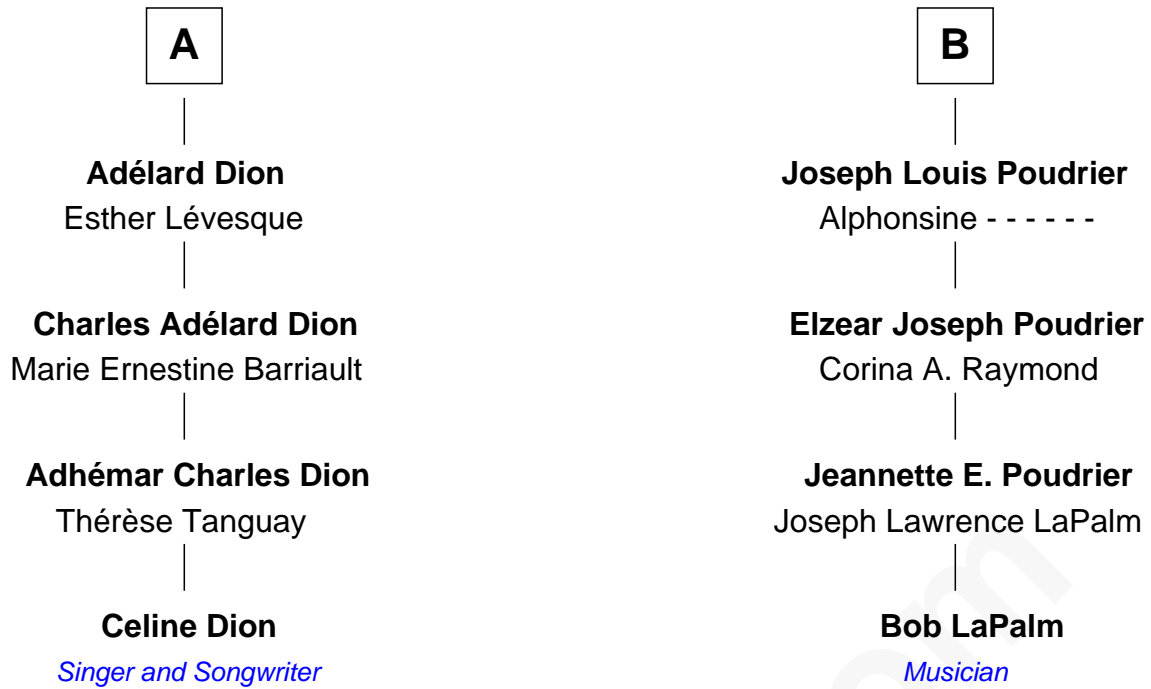 A
Adélard Dion
Esther Lévesque
Charles Adélard Dion
Marie Ernestine Barriault
Adhémar Charles Dion
Thérèse Tanguay
Celine Dion
Singer and Songwriter
B
Joseph Louis Poudrier
Alphonsine - - - - - -
Elzear Joseph Poudrier
Corina A. Raymond
Jeannette E. Poudrier
Joseph Lawrence LaPalm
Bob LaPalm
Musician